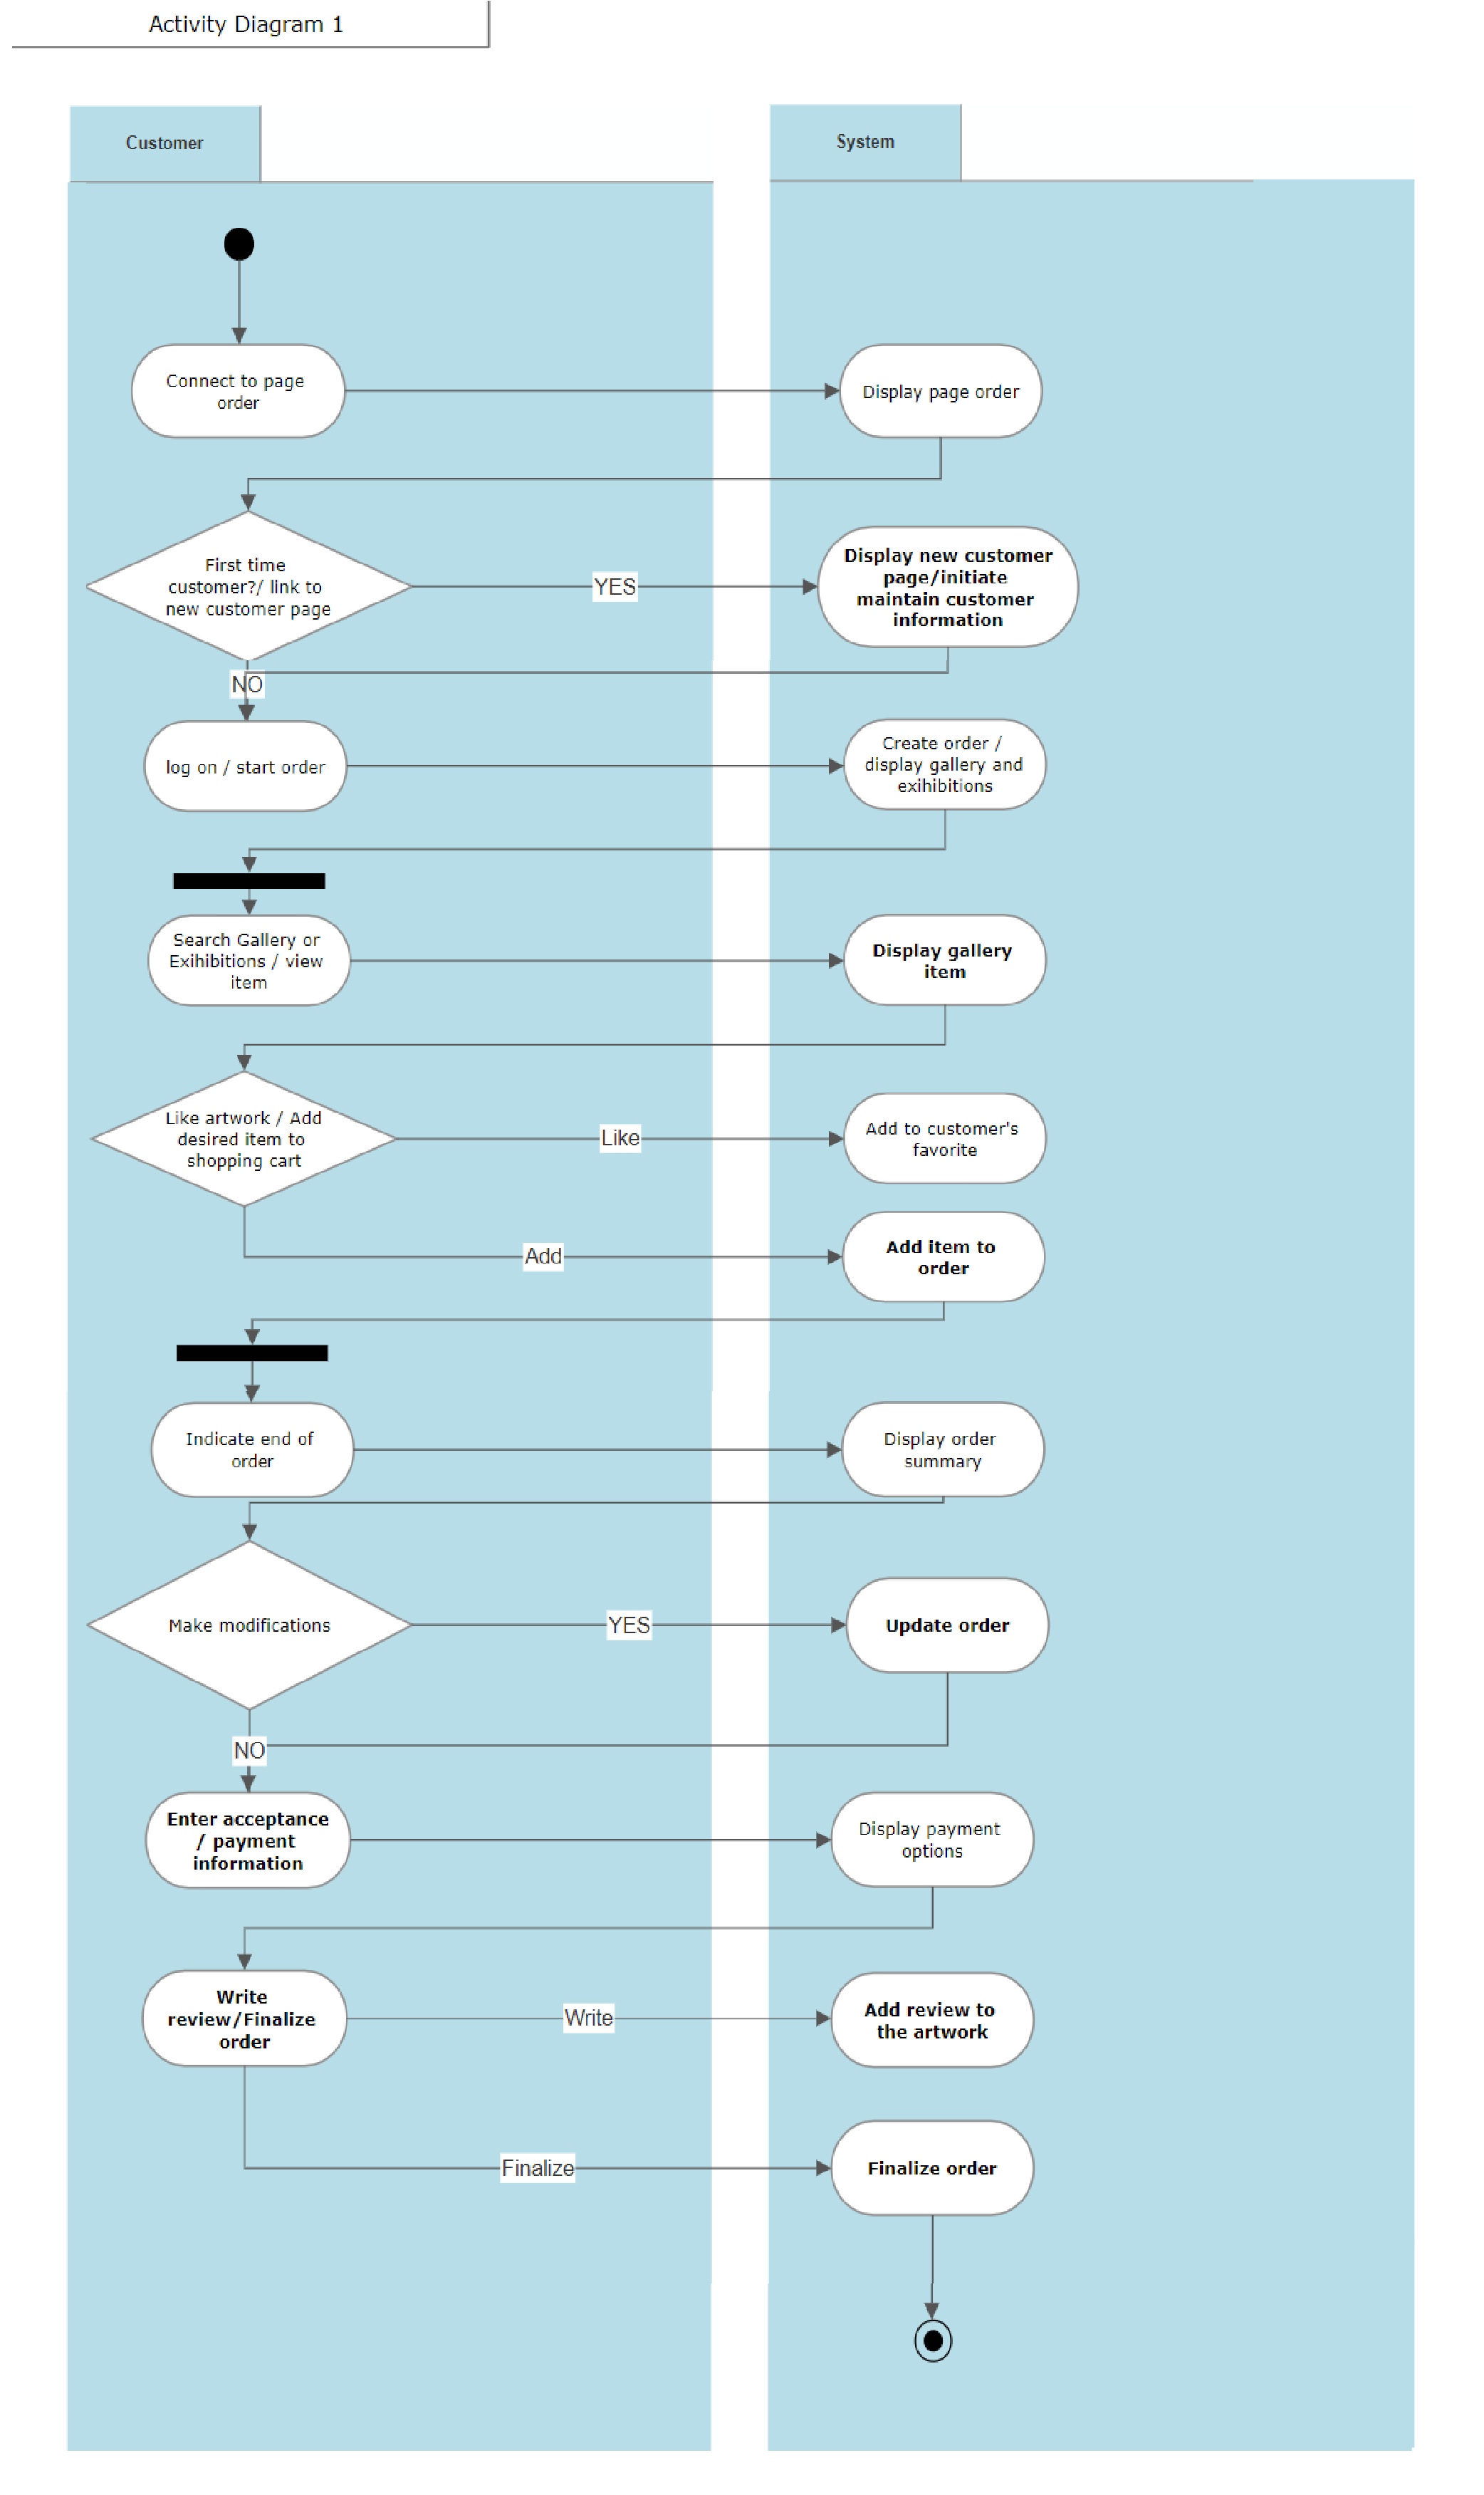 Activity Diagram 1
Customer
System
Connect to page
order
Display page order
First time
customer?/ link to
new customer page
YES
Display new customer
page/initiate
maintain customer
information
NO
log on / start order
Create order /
display gallery and
exihibitions
Search Gallery or
Exihibitions / view
item
Display gallery
item
Like artwork / Add
desired item to
shopping cart
Like
Add to customer's
favorite
Add
Add item to
order
Indicate end of
order
Display order
summary
Make modifications
YES
Update order
NO
Enter acceptance
/ payment
information
Display payment
options
Write
review/Finalize
order
Write
Add review to
the artwork
Finalize
Finalize order